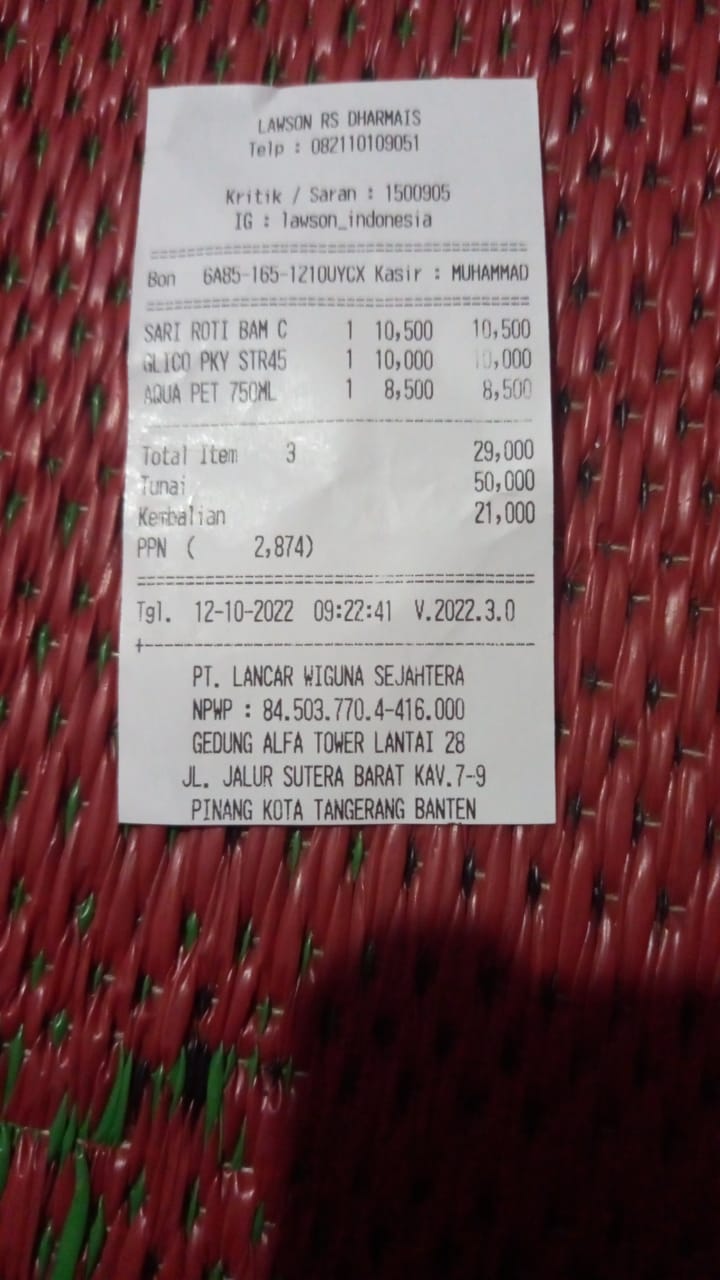 LAWSON RS DHARMAIS
Telp : 082110109051
Kritik / Saran : 1500905
IG : lawson_indonesia
===========================================
Bon 6A85-165-1210UYCX Kasir : MUHAMMAD
===========================================
SARI ROTI BAM C 1 10,500 10,500
GLICO PKY STR45 1 10,000 10,000
AQUA PET 750ML 1 8,500 8,500
-------------------------------------------
Total Item 3 29,000
Tunai 50,000
Kembalian 21,000
PPN ( 2,874)
===========================================
Tgl. 12-10-2022 09:22:41 V.2022.3.0
+------------------------------------------
PT. LANCAR WIGUNA SEJAHTERA
NPWP : 84.503.770.4-416.000
GEDUNG ALFA TOWER LANTAI 28
JL. JALUR SUTERA BARAT KAV.7-9
PINANG KOTA TANGERANG BANTEN